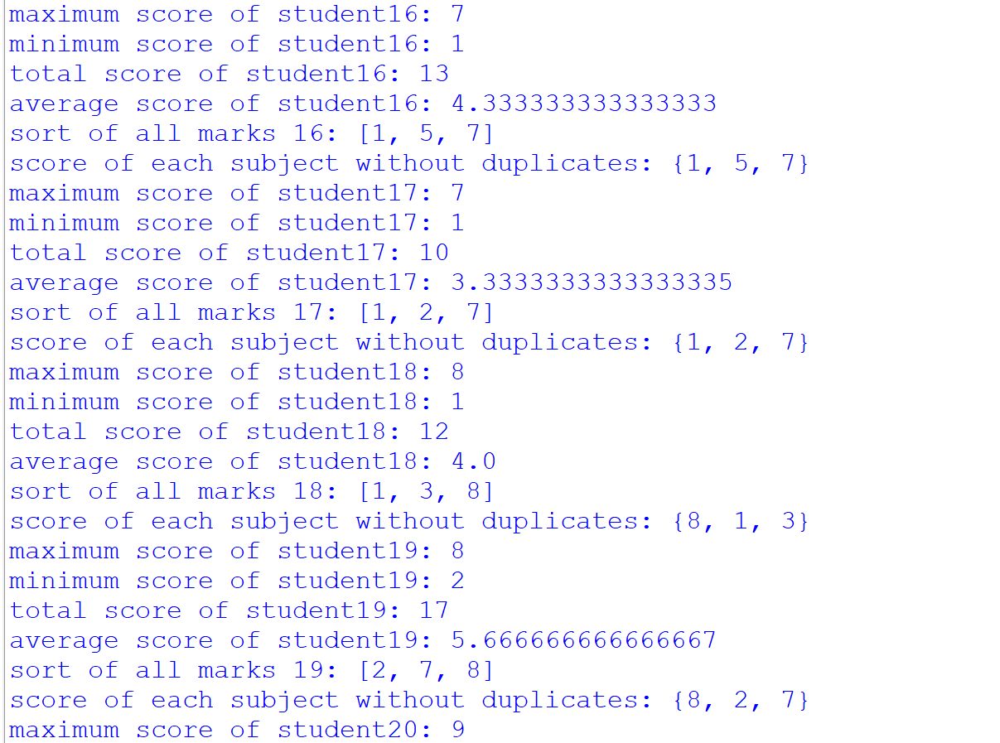 maximum score of student16: 7
minimum score of student16: 1
total score of student16: 13
average score of student16: 4.333333333333333
sort of all marks 16: [1, 5, 7]
score of each subject without duplicates: {1, 5, 7}
maximum score of student17: 7
minimum score of student17: 1
total score of student17: 10
average score of student17: 3.3333333333333335
sort of all marks 17: [1, 2, 7]
score of each subject without duplicates: {1, 2, 7}
maximum score of student18: 8
minimum score of student18: 1
total score of student18: 12
average score of student18: 4.0
sort of all marks 18: [1, 3, 8]
score of each subject without duplicates: {8, 1, 3}
maximum score of student19: 8
minimum score of student19: 2
total score of student19: 17
average score of student19: 5.666666666666667
sort of all marks 19: [2, 7, 8]
score of each subject without duplicates: {8, 2, 7}
maximum score of student20: 9